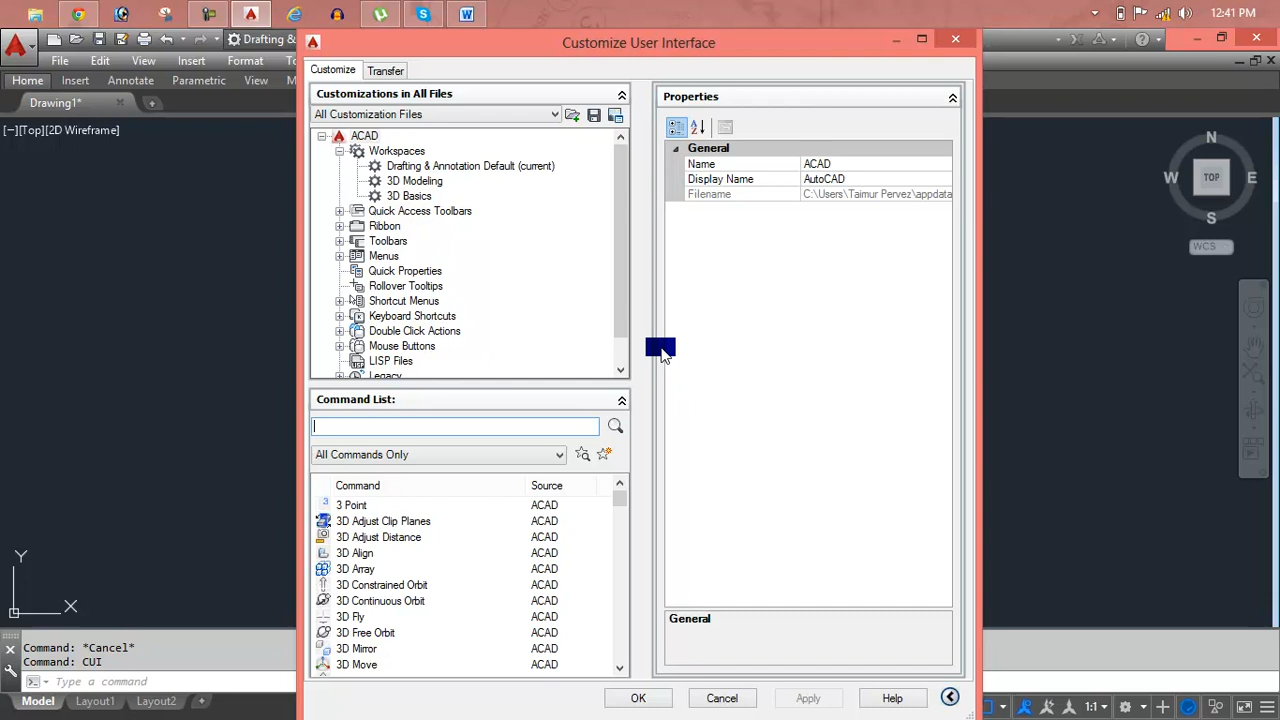 12:41 PM
Drafting &
Customize User Interface
File Edit View Insert Format
Customize Transfer
Home Insert Annotate Parametric View
Customizations in All Files
Properties
Drawing1*
All Customization Files
[−][Top][2D Wireframe]
ACAD
Workspaces
Drafting & Annotation Default (current)
3D Modeling
3D Basics
Quick Access Toolbars
Ribbon
Toolbars
Menus
Quick Properties
Rollover Tooltips
Shortcut Menus
Keyboard Shortcuts
Double Click Actions
Mouse Buttons
LISP Files
Legacy
General
Name ACAD
Display Name AutoCAD
Filename C:\Users\Taimur Pervez\appdata
N
W TOP E
S
WCS
Command List:
All Commands Only
Command Source
3 Point ACAD
3D Adjust Clip Planes ACAD
3D Adjust Distance ACAD
3D Align ACAD
3D Array ACAD
3D Constrained Orbit ACAD
3D Continuous Orbit ACAD
3D Fly ACAD
3D Free Orbit ACAD
3D Mirror ACAD
3D Move ACAD
General
Y
X
Command: *Cancel*
Command: CUI
Type a command
OK Cancel Apply Help
Model Layout1 Layout2 +
1:1